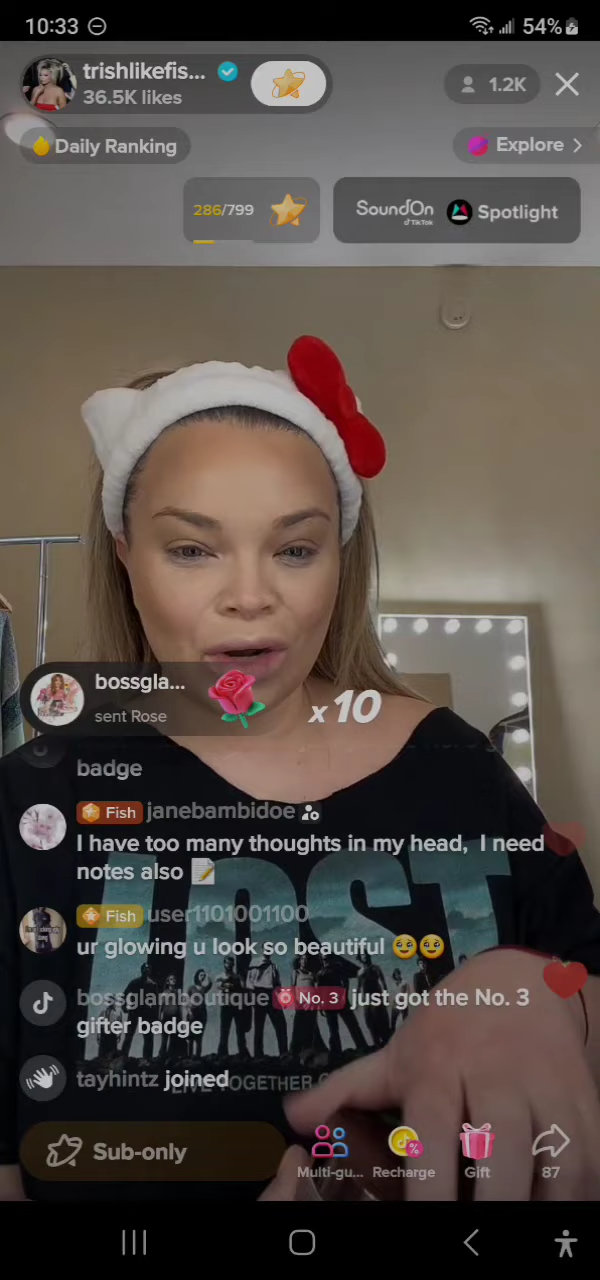 10:33
54%
trishlikefis...
36.5K likes
1.2K
Daily Ranking
Explore >
286/799
SoundOn
TikTok
Spotlight
bossgla...
sent Rose
x 10
badge
Fish janebambidoe
I have too many thoughts in my head, I need
notes also
Fish user1101001100
ur glowing u look so beautiful
LOST
bossglamboutique No. 3 just got the No. 3
gifter badge
tayhintz joined
LIVE TOGETHER
Sub-only
Multi-gu...
Recharge
Gift
87